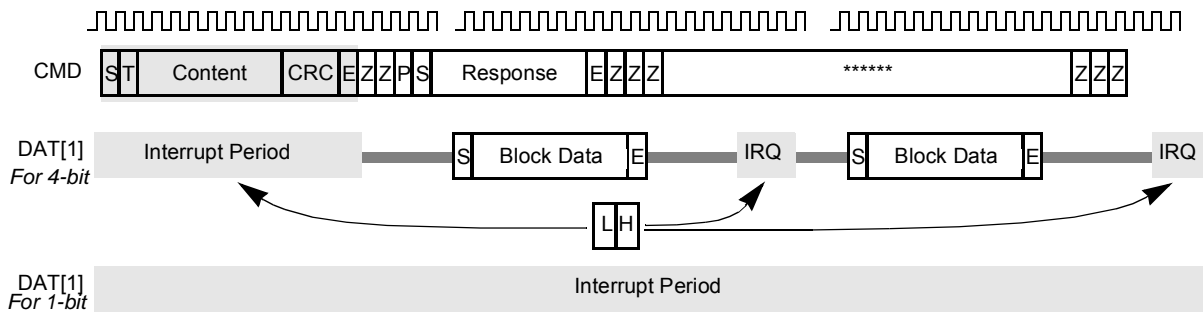 CMD S T Content CRC E Z Z P S Response E Z Z Z ****** Z Z Z
DAT[1] Interrupt Period S Block Data E IRQ S Block Data E IRQ
For 4-bit
L H
DAT[1] Interrupt Period
For 1-bit